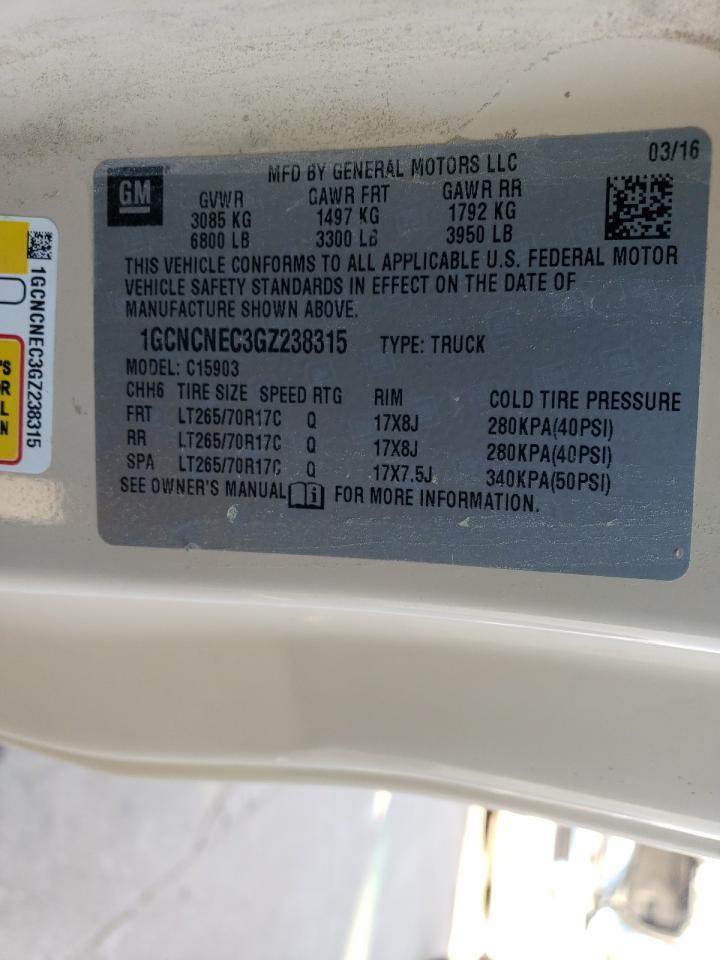 GM
MFD BY GENERAL MOTORS LLC
03/16
GVWR GAWR FRT GAWR RR
3085 KG 1497 KG 1792 KG
6800 LB 3300 LB 3950 LB
THIS VEHICLE CONFORMS TO ALL APPLICABLE U.S. FEDERAL MOTOR
VEHICLE SAFETY STANDARDS IN EFFECT ON THE DATE OF
MANUFACTURE SHOWN ABOVE.
1GCNCNEC3GZ238315 TYPE: TRUCK
MODEL: C15903
CHH6 TIRE SIZE SPEED RTG RIM COLD TIRE PRESSURE
FRT LT265/70R17C Q 17X8J 280KPA(40PSI)
RR LT265/70R17C Q 17X8J 280KPA(40PSI)
SPA LT265/70R17C Q 17X7.5J 340KPA(50PSI)
SEE OWNER'S MANUAL FOR MORE INFORMATION.
1GCNCNEC3GZ238315